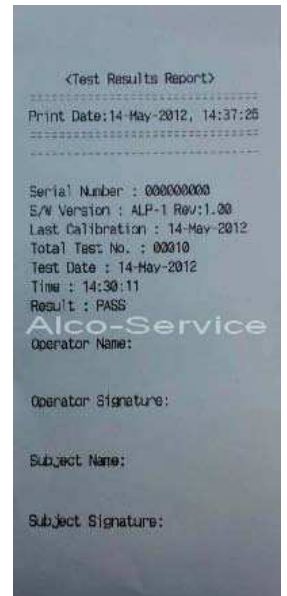 <Test Results Report>
Print Date:14-May-2012, 14:37:25
Serial Number : 000000000
S/W Version : ALP-1 Rev:1.00
Last Calibration : 14-May-2012
Total Test No. : 00010
Test Date : 14-May-2012
Time : 14:30:11
Result : PASS
Alco-Service
Operator Name:
Operator Signature:
Subject Name:
Subject Signature: